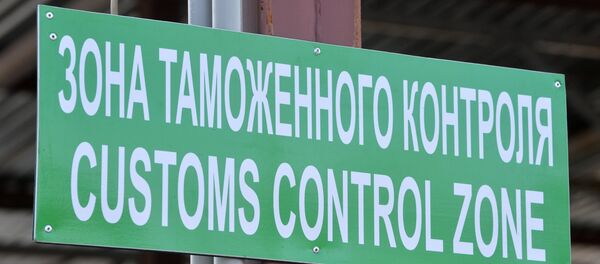 ЗОНА ТАМОЖЕННОГО КОНТРОЛЯ
CUSTOMS CONTROL ZONE